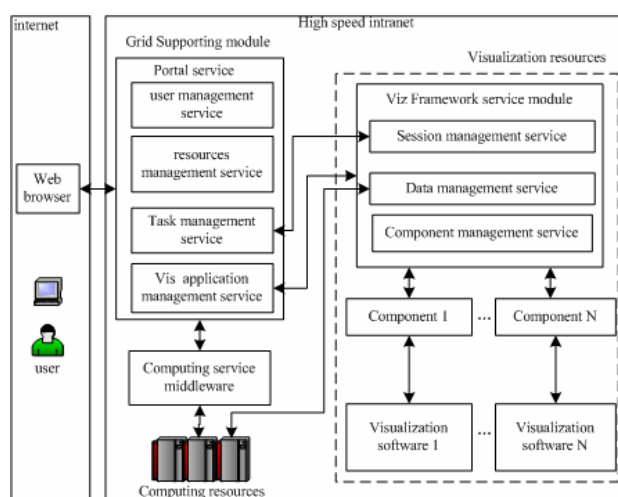 internet
High speed intranet
Grid Supporting module
Visualization resources
Portal service
user management
service
resources
management service
Task management
service
Vis application
management service
Web
browser
user
Viz Framework service module
Session management service
Data management service
Component management service
Component 1
...
Component N
Computing service
middleware
Visualization
software 1
...
Visualization
software N
Computing resources